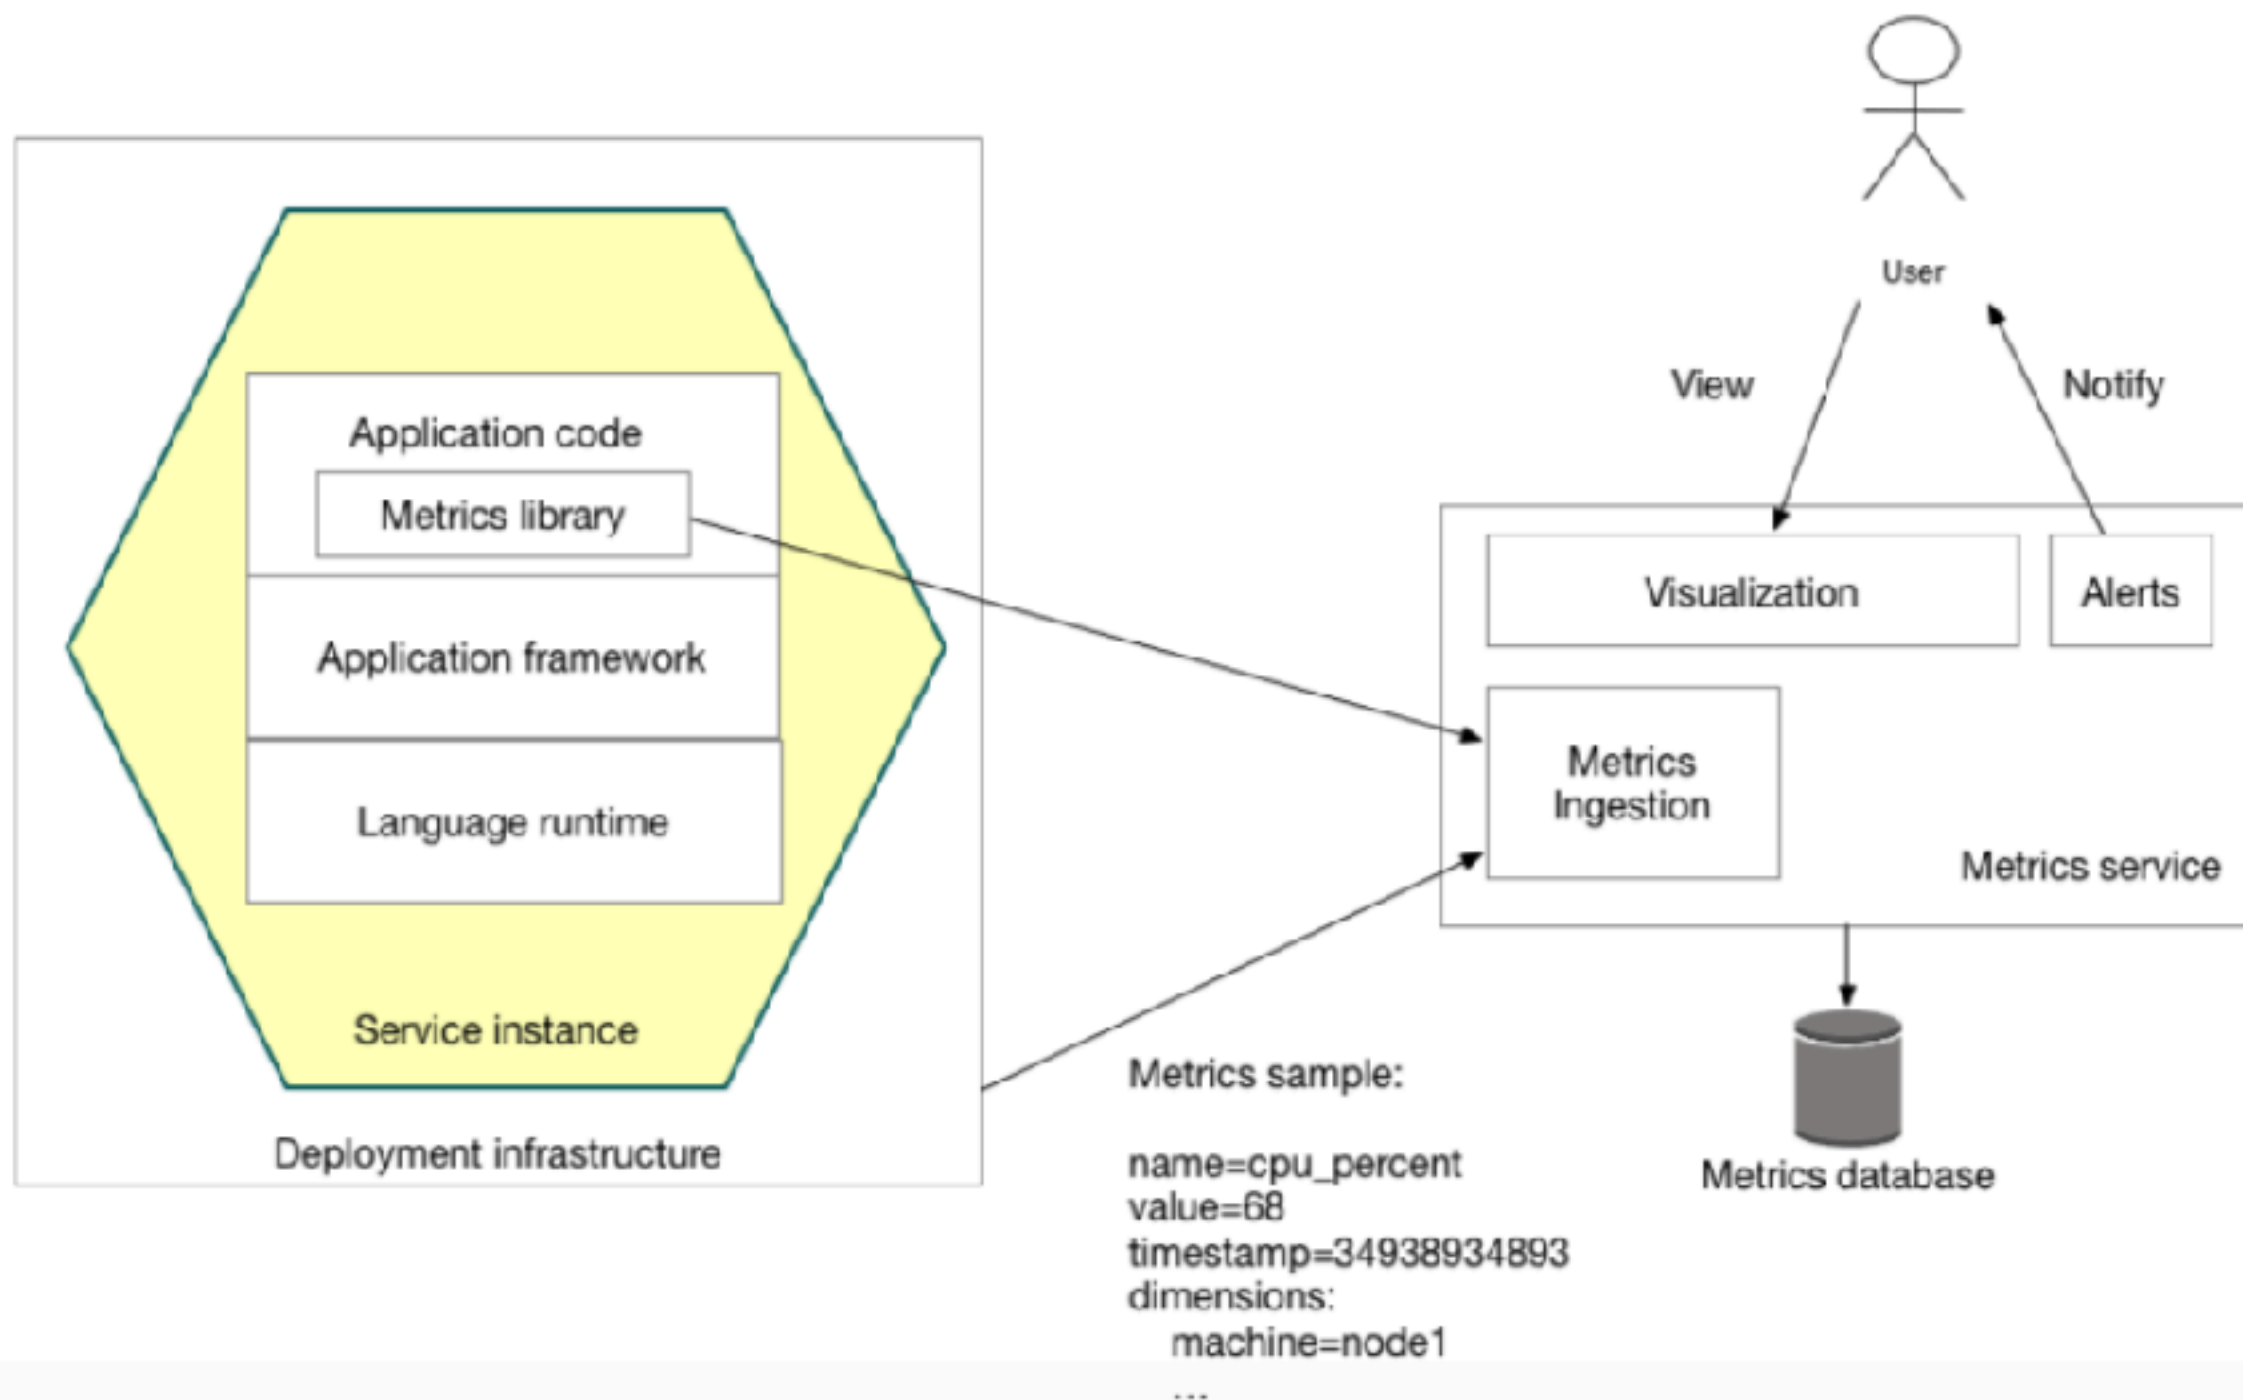 User
View
Notify
Application code
Metrics library
Application framework
Language runtime
Service instance
Deployment infrastructure
Visualization
Alerts
Metrics
Ingestion
Metrics service
Metrics database
Metrics sample:
name=cpu_percent
value=68
timestamp=34938934893
dimensions:
machine=node1
...